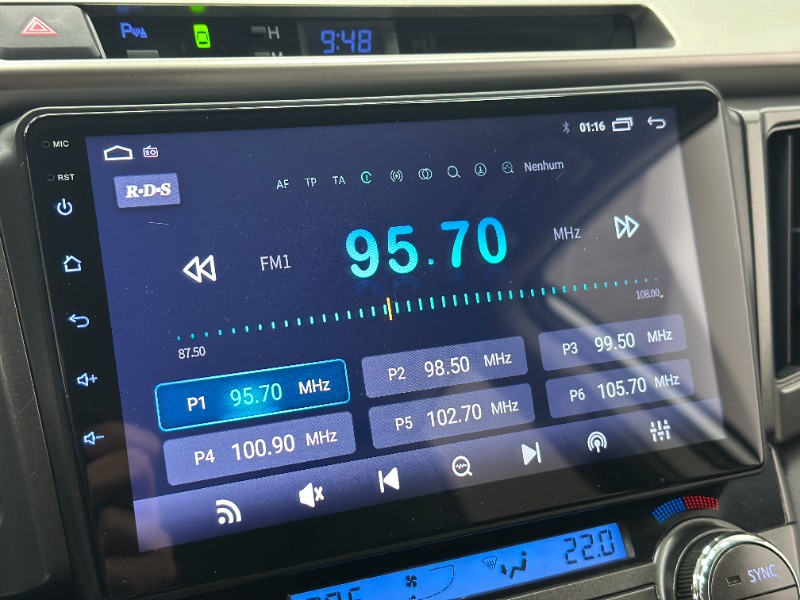 P H
9:48
MIC
01:16
RST
R·D·S
AF TP TA Nenhum
FM1 95.70 MHz
87.50 108.00
P1 95.70 MHz P2 98.50 MHz P3 99.50 MHz
P4 100.90 MHz P5 102.70 MHz P6 105.70 MHz
22.0
SYNC